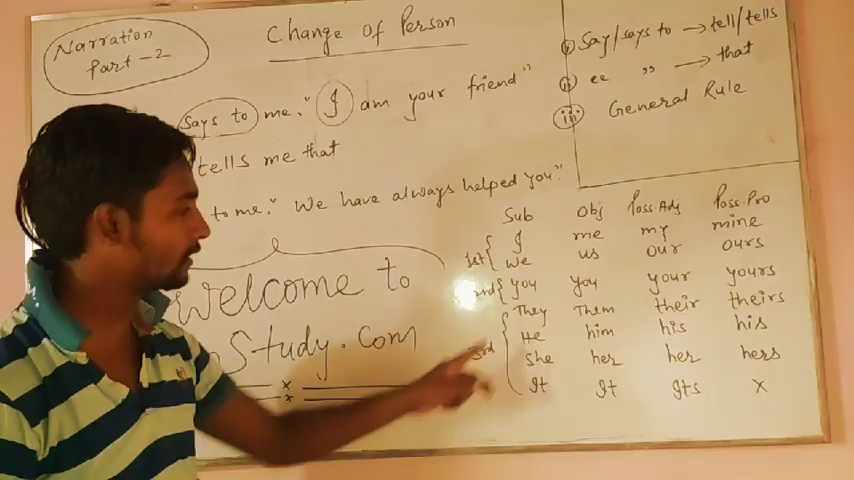 Narration
Part - 2
Change of Person
Says to me. "I am your friend"
tells me that
to me." We have always helped you."
Welcome to
Study.Com
(i) Say/says to → tell/tells
(ii) " " → that
(iii) General Rule
Sub Obj Poss.Adj Poss.Pro
1st { I me my mine
We us our ours
2nd { you you your yours
3rd { They Them their theirs
He him his his
She her her hers
It It Its X